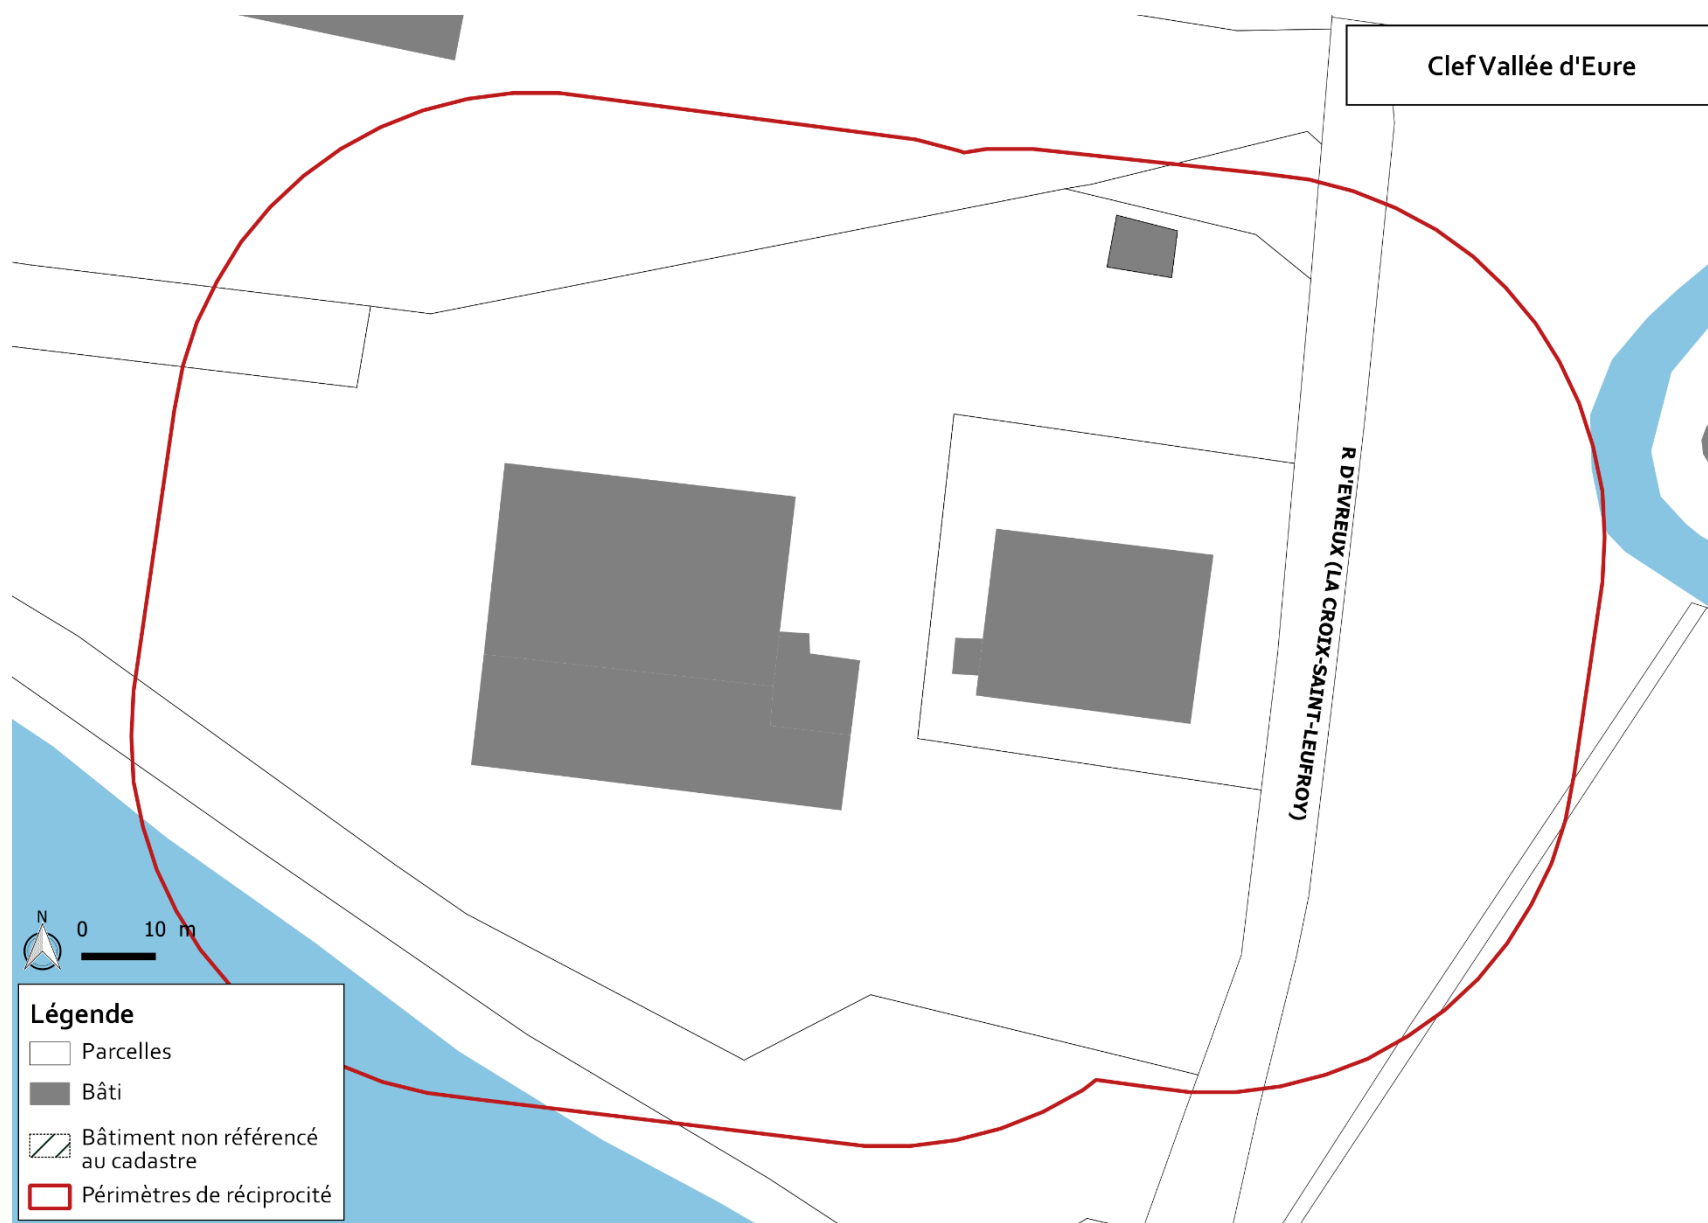 Clef Vallée d'Eure
R D'EVREUX (LA CROIX-SAINT-LEUFROY)
N
0 10 m
Légende
Parcelles
Bâti
Bâtiment non référencé
au cadastre
Périmètres de réciprocité